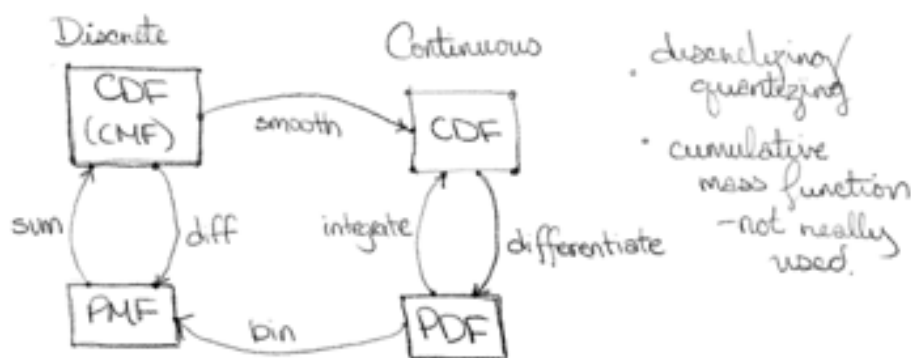 Discrete
Continuous
CDF
(CMF)
smooth
CDF
sum
diff
integrate
differentiate
PMF
bin
PDF
quantizing
• cumulative
mass function
- not really
used.